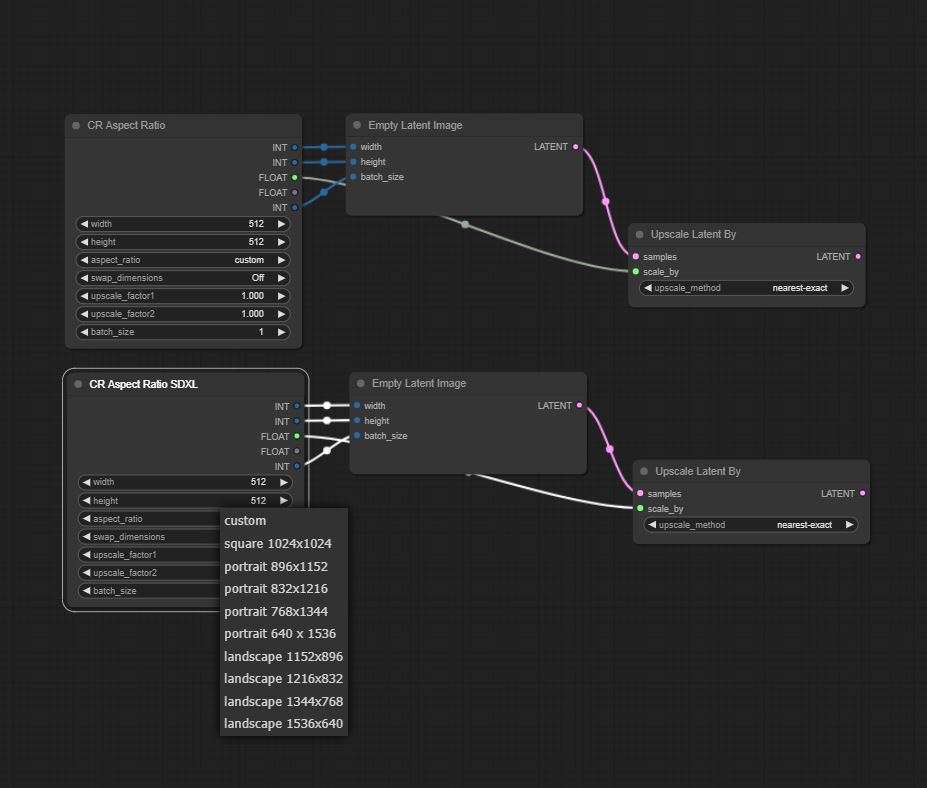 CR Aspect Ratio
INT
INT
FLOAT
FLOAT
INT
width 512
height 512
aspect_ratio custom
swap_dimensions Off
upscale_factor1 1.000
upscale_factor2 1.000
batch_size 1
Empty Latent Image
width LATENT
height
batch_size
Upscale Latent By
samples LATENT
scale_by
upscale_method nearest-exact
CR Aspect Ratio SDXL
INT
INT
FLOAT
FLOAT
INT
width 512
height 512
aspect_ratio
swap_dimensions
upscale_factor1
upscale_factor2
batch_size
custom
square 1024x1024
portrait 896x1152
portrait 832x1216
portrait 768x1344
portrait 640 x 1536
landscape 1152x896
landscape 1216x832
landscape 1344x768
landscape 1536x640
Empty Latent Image
width LATENT
height
batch_size
Upscale Latent By
samples LATENT
scale_by
upscale_method nearest-exact